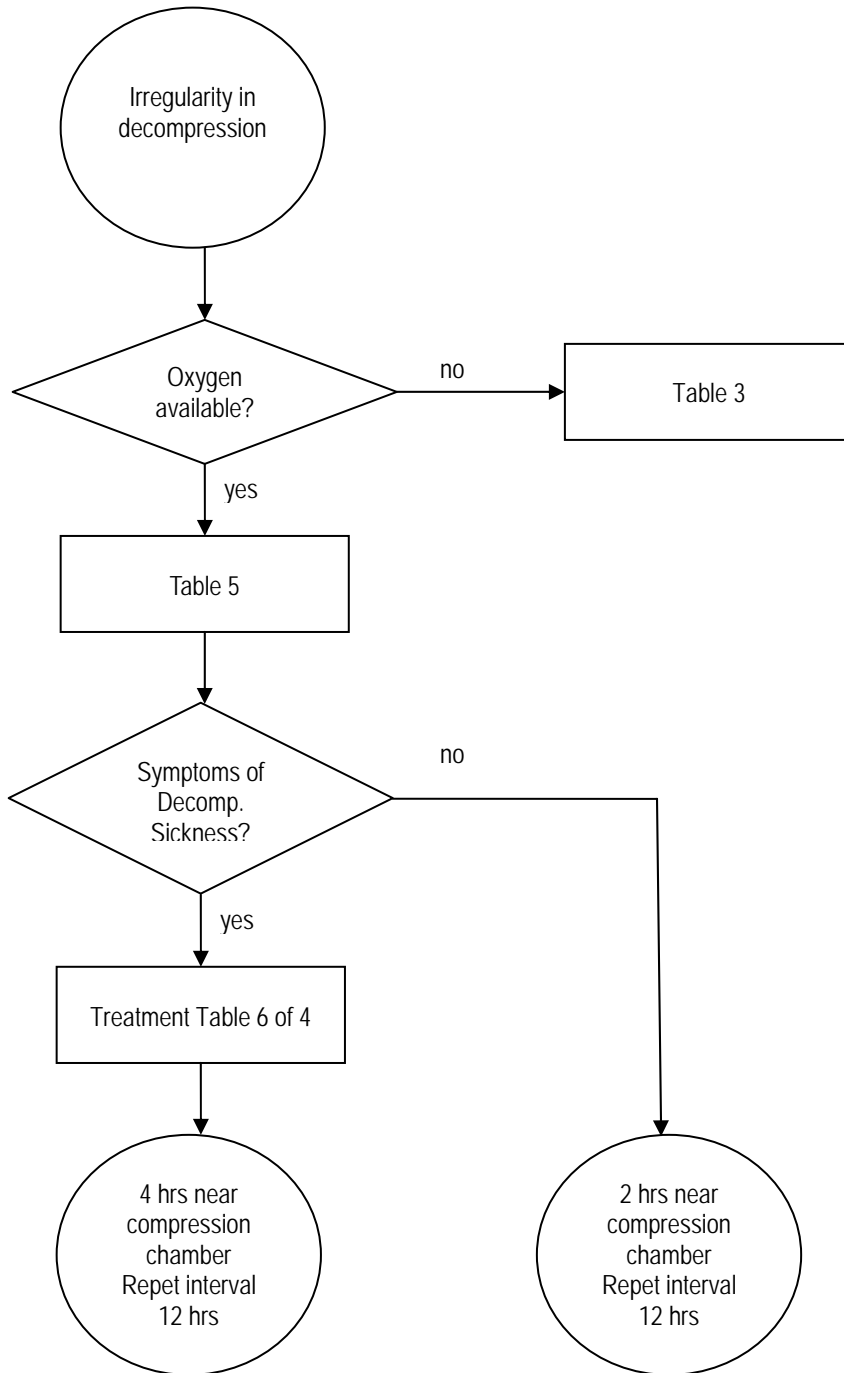 Irregularity in
decompression
Oxygen
available?
no
Table 3
yes
Table 5
Symptoms of
Decomp.
Sickness?
no
yes
Treatment Table 6 of 4
4 hrs near
compression
chamber
Repet interval
12 hrs
2 hrs near
compression
chamber
Repet interval
12 hrs